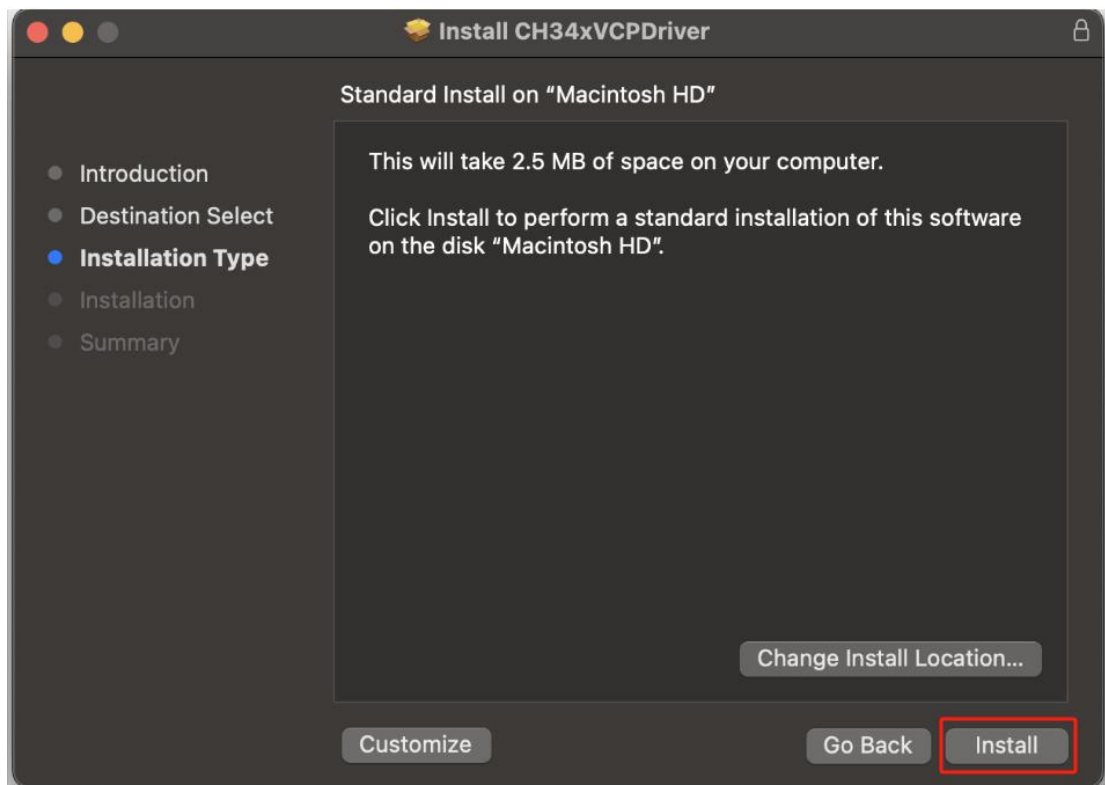 Install CH34xVCPDriver
Standard Install on “Macintosh HD”
Introduction
Destination Select
Installation Type
Installation
Summary
This will take 2.5 MB of space on your computer.
Click Install to perform a standard installation of this software
on the disk “Macintosh HD”.
Change Install Location...
Customize
Go Back
Install